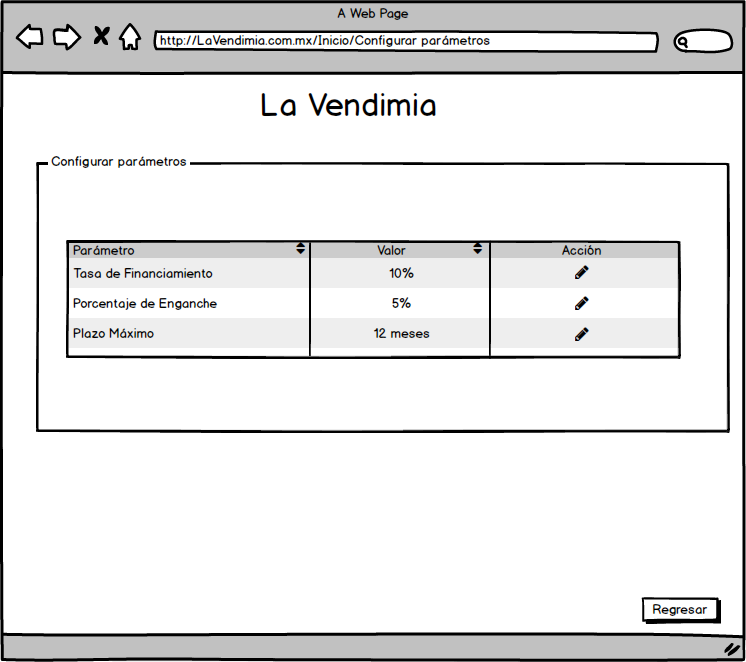 A Web Page
http://LaVendimia.com.mx/Inicio/Configurar parámetros
La Vendimia
Configurar parámetros
Parámetro Valor Acción
Tasa de Financiamiento 10%
Porcentaje de Enganche 5%
Plazo Máximo 12 meses
Regresar